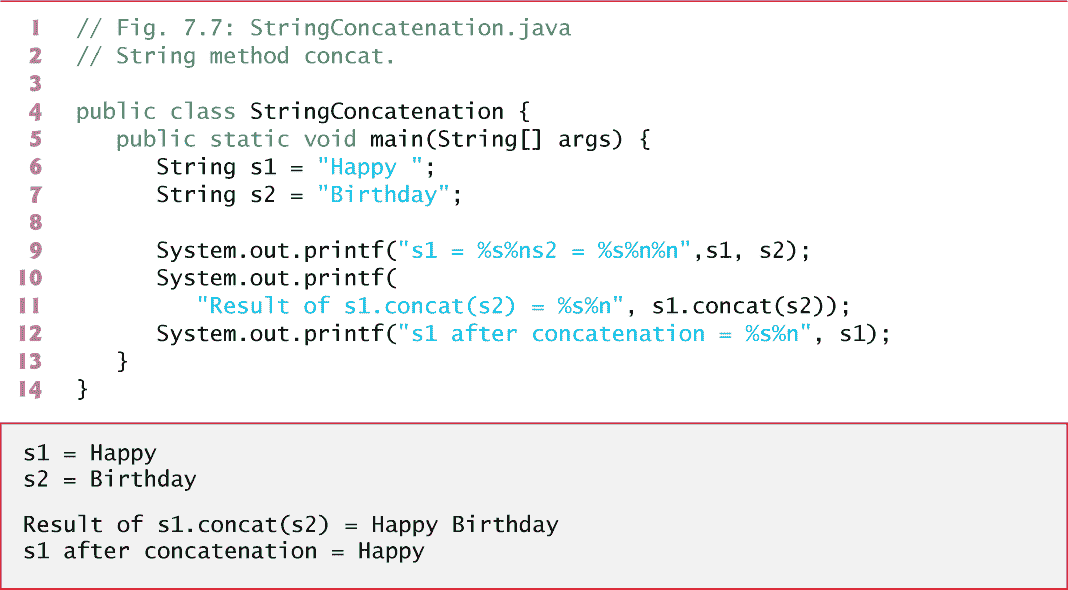 1 // Fig. 7.7: StringConcatenation.java
2 // String method concat.
3
4 public class StringConcatenation {
5 public static void main(String[] args) {
6 String s1 = "Happy ";
7 String s2 = "Birthday";
8
9 System.out.printf("s1 = %s%ns2 = %s%n%n",s1, s2);
10 System.out.printf(
11 "Result of s1.concat(s2) = %s%n", s1.concat(s2));
12 System.out.printf("s1 after concatenation = %s%n", s1);
13 }
14 }
s1 = Happy
s2 = Birthday
Result of s1.concat(s2) = Happy Birthday
s1 after concatenation = Happy